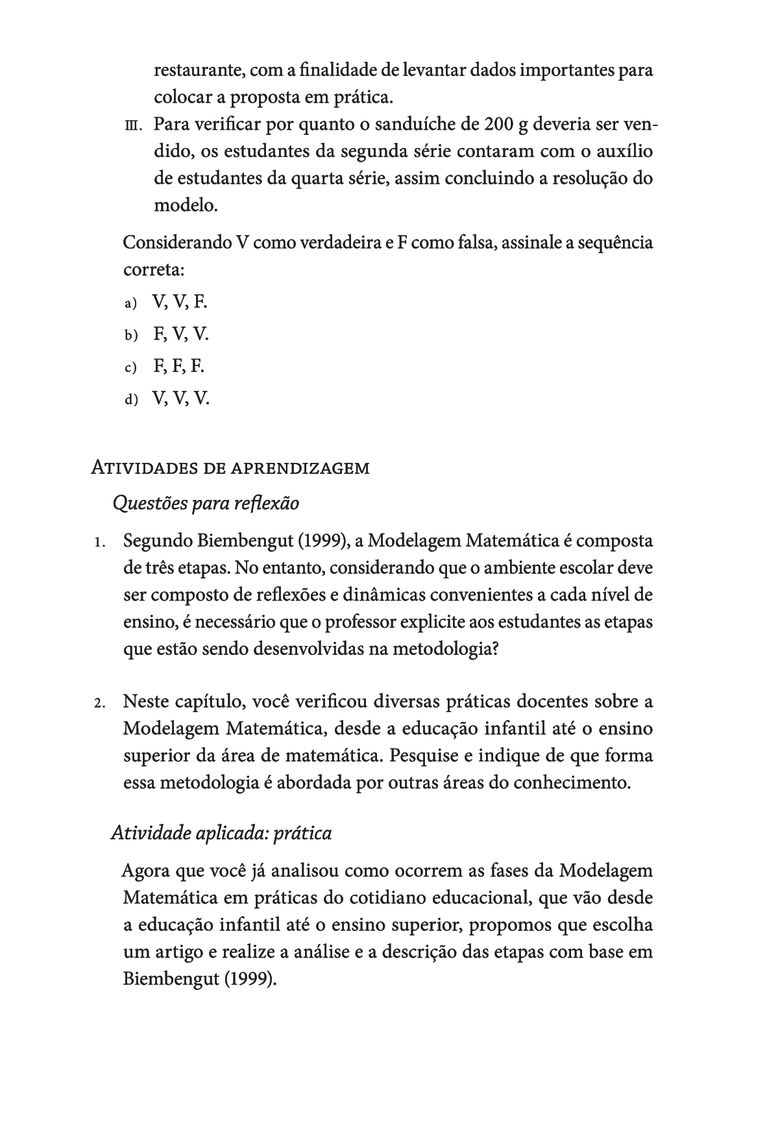 restaurante, com a finalidade de levantar dados importantes para
colocar a proposta em prática.
III. Para verificar por quanto o sanduíche de 200 g deveria ser ven-
dido, os estudantes da segunda série contaram com o auxílio
de estudantes da quarta série, assim concluindo a resolução do
modelo.
Considerando V como verdadeira e F como falsa, assinale a sequência
correta:
a) V, V, F.
b) F, V, V.
c) F, F, F.
d) V, V, V.
Atividades de aprendizagem
Questões para reflexão
1. Segundo Biembengut (1999), a Modelagem Matemática é composta
de três etapas. No entanto, considerando que o ambiente escolar deve
ser composto de reflexões e dinâmicas convenientes a cada nível de
ensino, é necessário que o professor explicite aos estudantes as etapas
que estão sendo desenvolvidas na metodologia?
2. Neste capítulo, você verificou diversas práticas docentes sobre a
Modelagem Matemática, desde a educação infantil até o ensino
superior da área de matemática. Pesquise e indique de que forma
essa metodologia é abordada por outras áreas do conhecimento.
Atividade aplicada: prática
Agora que você já analisou como ocorrem as fases da Modelagem
Matemática em práticas do cotidiano educacional, que vão desde
a educação infantil até o ensino superior, propomos que escolha
um artigo e realize a análise e a descrição das etapas com base em
Biembengut (1999).